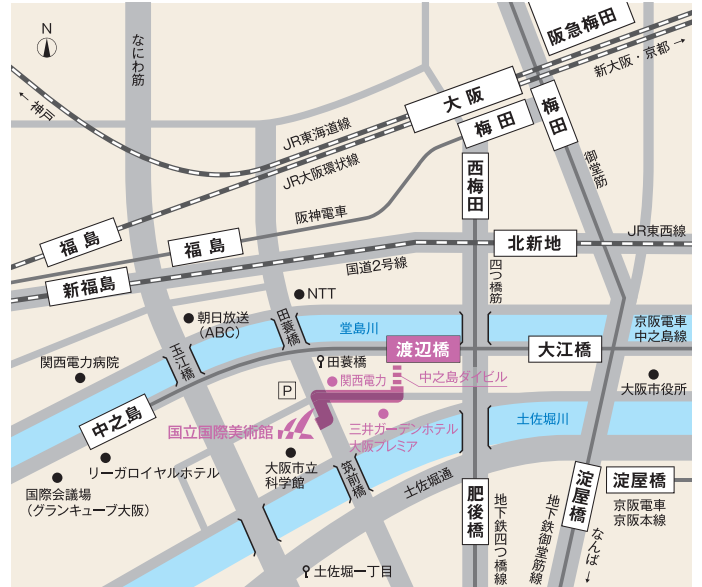 N
なにわ筋
阪急梅田
新大阪・京都→
←神戸
大阪
梅田
梅田
JR東海道線
JR大阪環状線
西梅田
御堂筋
阪神電車
福島
福島
北新地
JR東西線
新福島
国道2号線
四つ橋筋
NTT
田蓑橋
朝日放送
(ABC)
堂島川
京阪電車
中之島線
玉江橋
渡辺橋
大江橋
関西電力病院
田蓑橋
関西電力
中之島ダイビル
大阪市役所
P
中之島
国立国際美術館
三井ガーデンホテル
大阪プレミア
土佐堀川
リーガロイヤルホテル
大阪市立
科学館
筑前橋
土佐堀通
国際会議場
(グランキューブ大阪)
肥後橋
地下鉄四つ橋線
地下鉄御堂筋線
淀屋橋
なんば→
淀屋橋
京阪電車
京阪本線
土佐堀一丁目